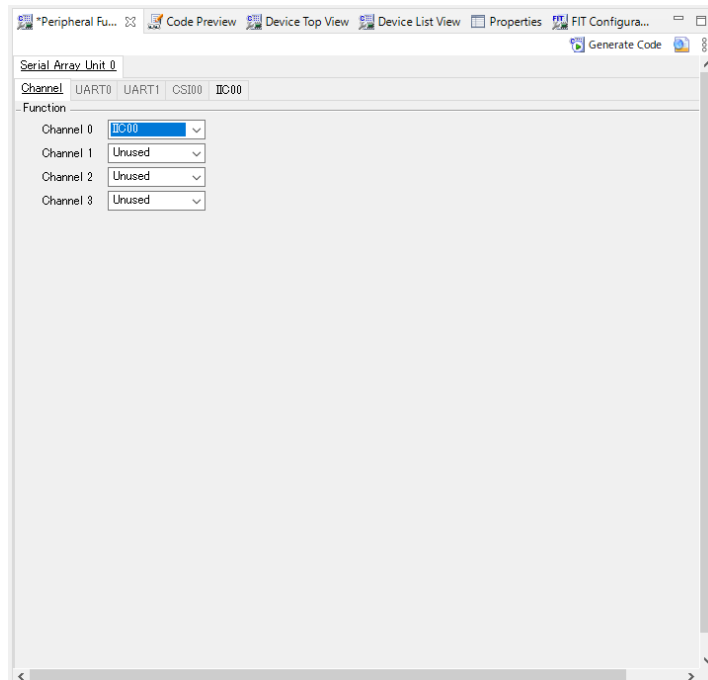 *Peripheral Fu... Code Preview Device Top View Device List View Properties FIT Configura...
Generate Code
Serial Array Unit 0
Channel UART0 UART1 CSI00 IIC00
Function
Channel 0 IIC00
Channel 1 Unused
Channel 2 Unused
Channel 3 Unused